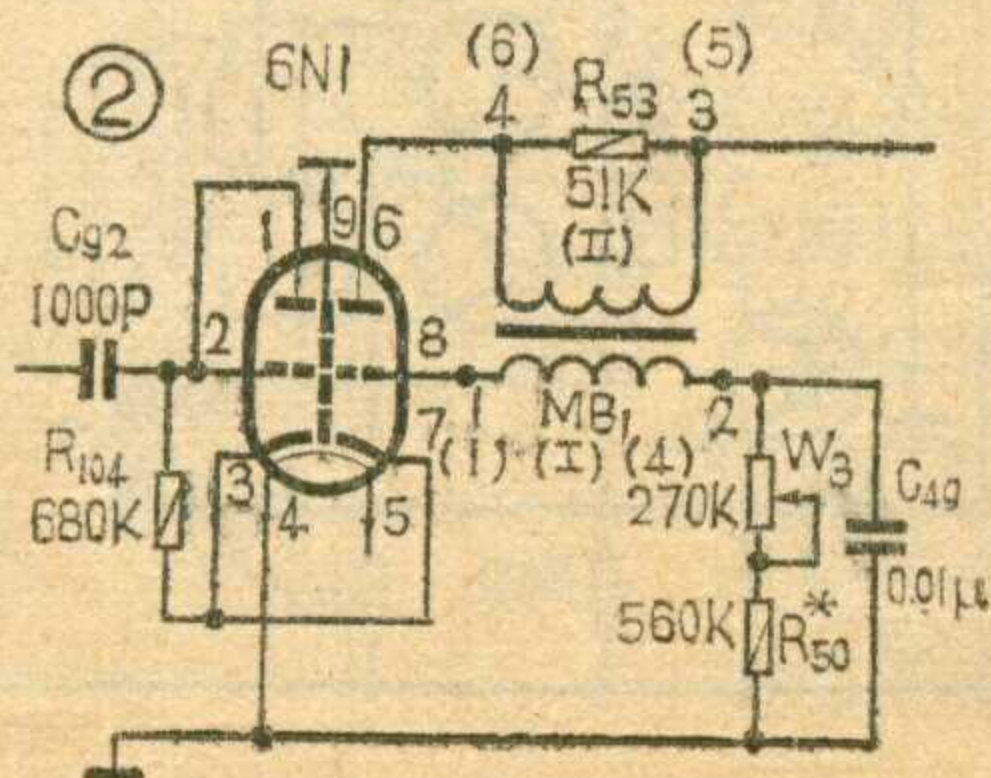 ②
6N1
(6)
(5)
4
R53
3
51K
(II)
1
9
6
C92
1000P
2
8
1
MB1
2
7
(1)
(I)
(4)
R104
680K
3
4
5
W3
270K
C49
0.01μ
560K
R50*